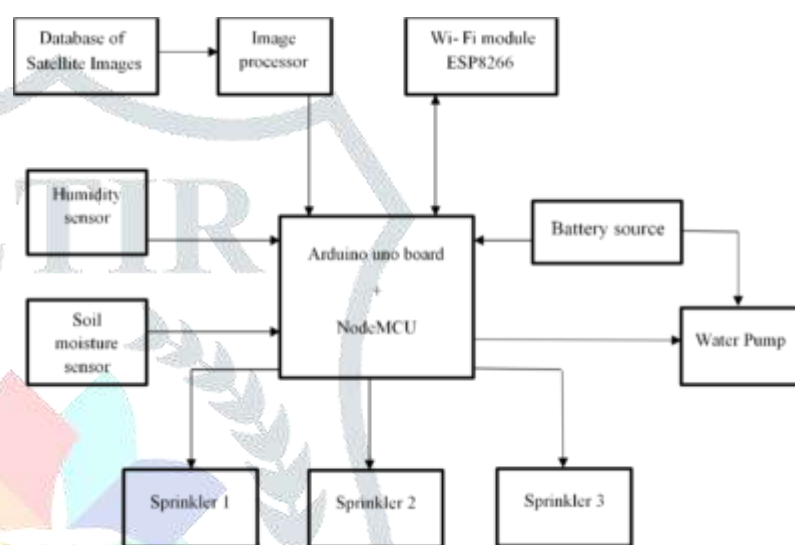 Database of
Satellite Images
Image
processor
Wi- Fi module
ESP8266
Humidity
sensor
Soil
moisture
sensor
Arduino uno board
+
NodeMCU
Battery source
Water Pump
Sprinkler 1
Sprinkler 2
Sprinkler 3
ETIR